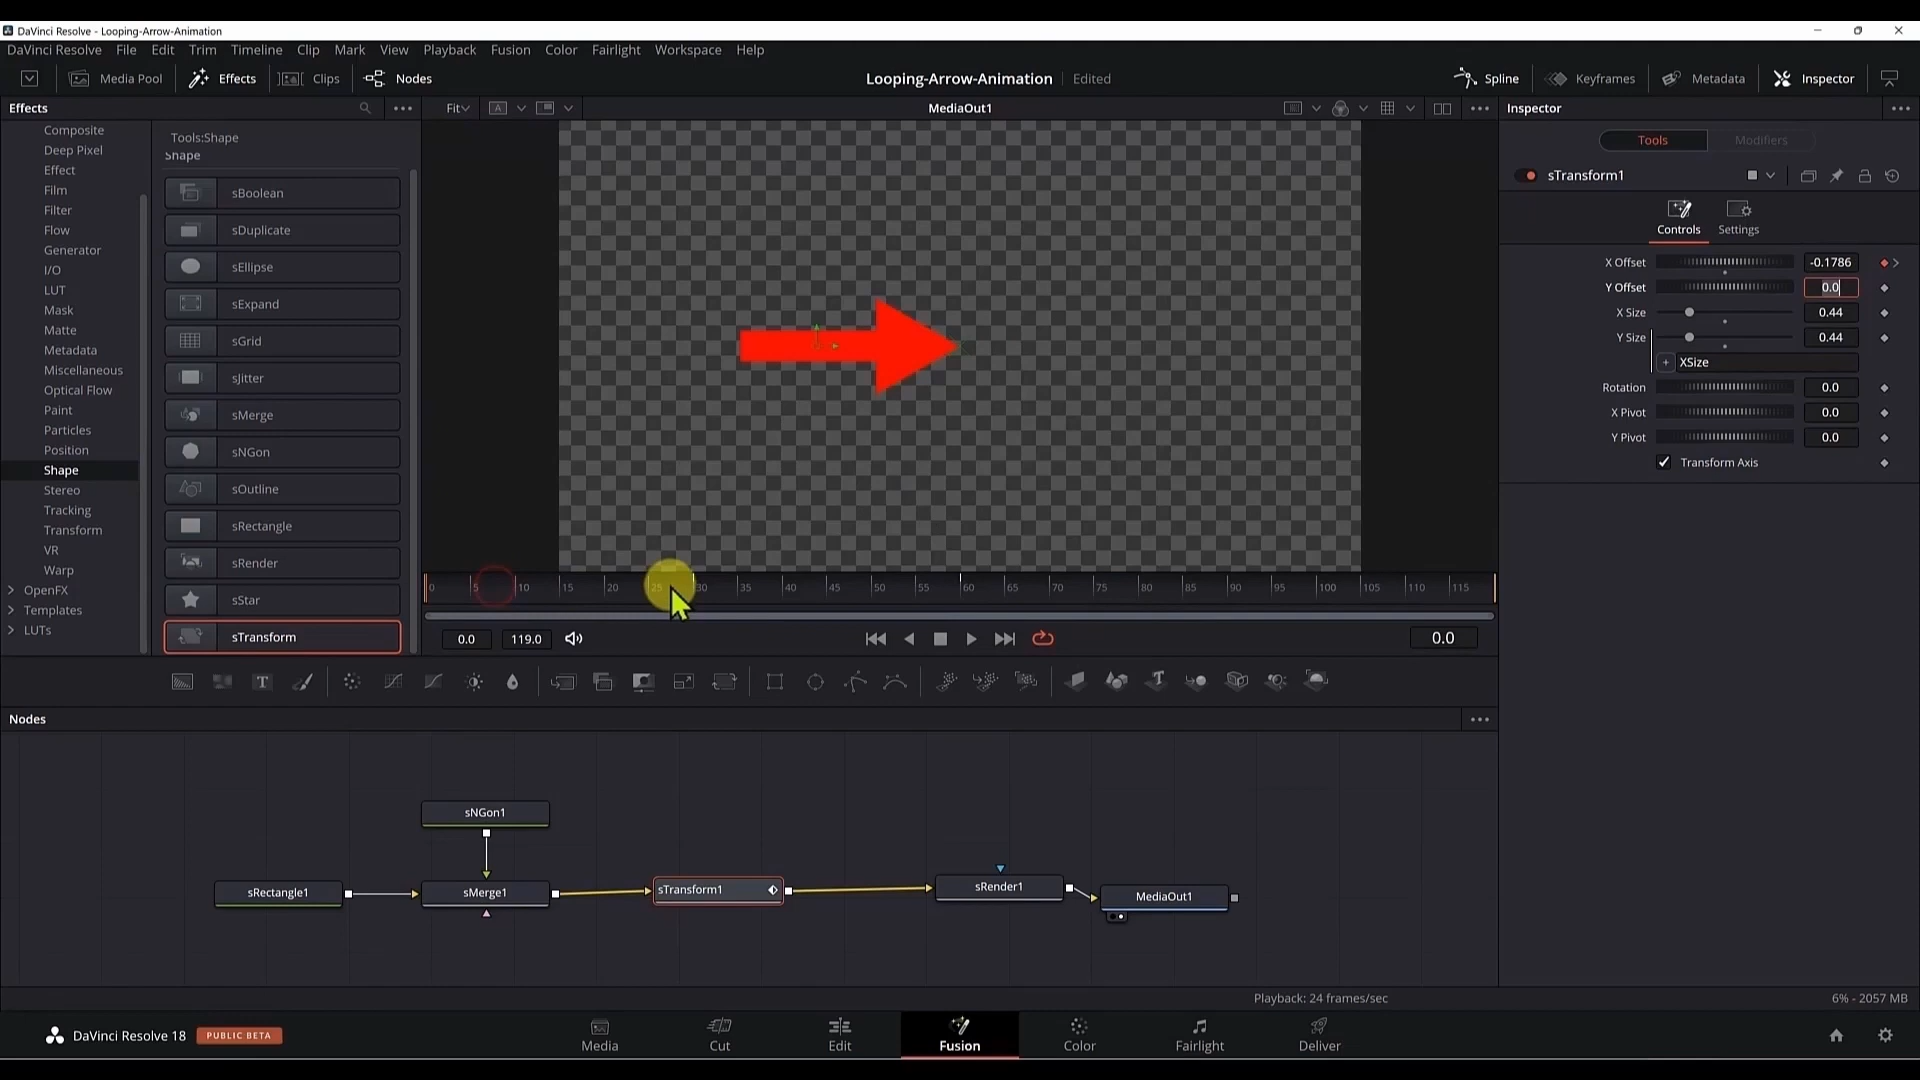 DaVinci Resolve - Looping-Arrow-Animation
DaVinci Resolve File Edit Trim Timeline Clip Mark View Playback Fusion Color Fairlight Workspace Help
Media Pool Effects Clips Nodes Looping-Arrow-Animation Edited Spline Keyframes Metadata Inspector
Effects Fit MediaOut1 Inspector
Composite
Deep Pixel
Effect
Film
Filter
Flow
Generator
I/O
LUT
Mask
Matte
Metadata
Miscellaneous
Optical Flow
Paint
Particles
Position
Shape
Stereo
Tracking
Transform
VR
Warp
OpenFX
Templates
LUTs
Tools:Shape
Shape
sBoolean
sDuplicate
sEllipse
sExpand
sGrid
sJitter
sMerge
sNGon
sOutline
sRectangle
sRender
sStar
sTransform
0 5 10 15 20 25 30 35 40 45 50 55 60 65 70 75 80 85 90 95 100 105 110 115
0.0 119.0 0.0
Tools Modifiers
sTransform1
Controls Settings
X Offset -0.1786
Y Offset 0.0
X Size 0.44
Y Size 0.44
XSize
Rotation 0.0
X Pivot 0.0
Y Pivot 0.0
Transform Axis
Nodes
sNGon1
sRectangle1 sMerge1 sTransform1 sRender1 MediaOut1
Playback: 24 frames/sec 6% - 2057 MB
DaVinci Resolve 18 PUBLIC BETA
Media Cut Edit Fusion Color Fairlight Deliver